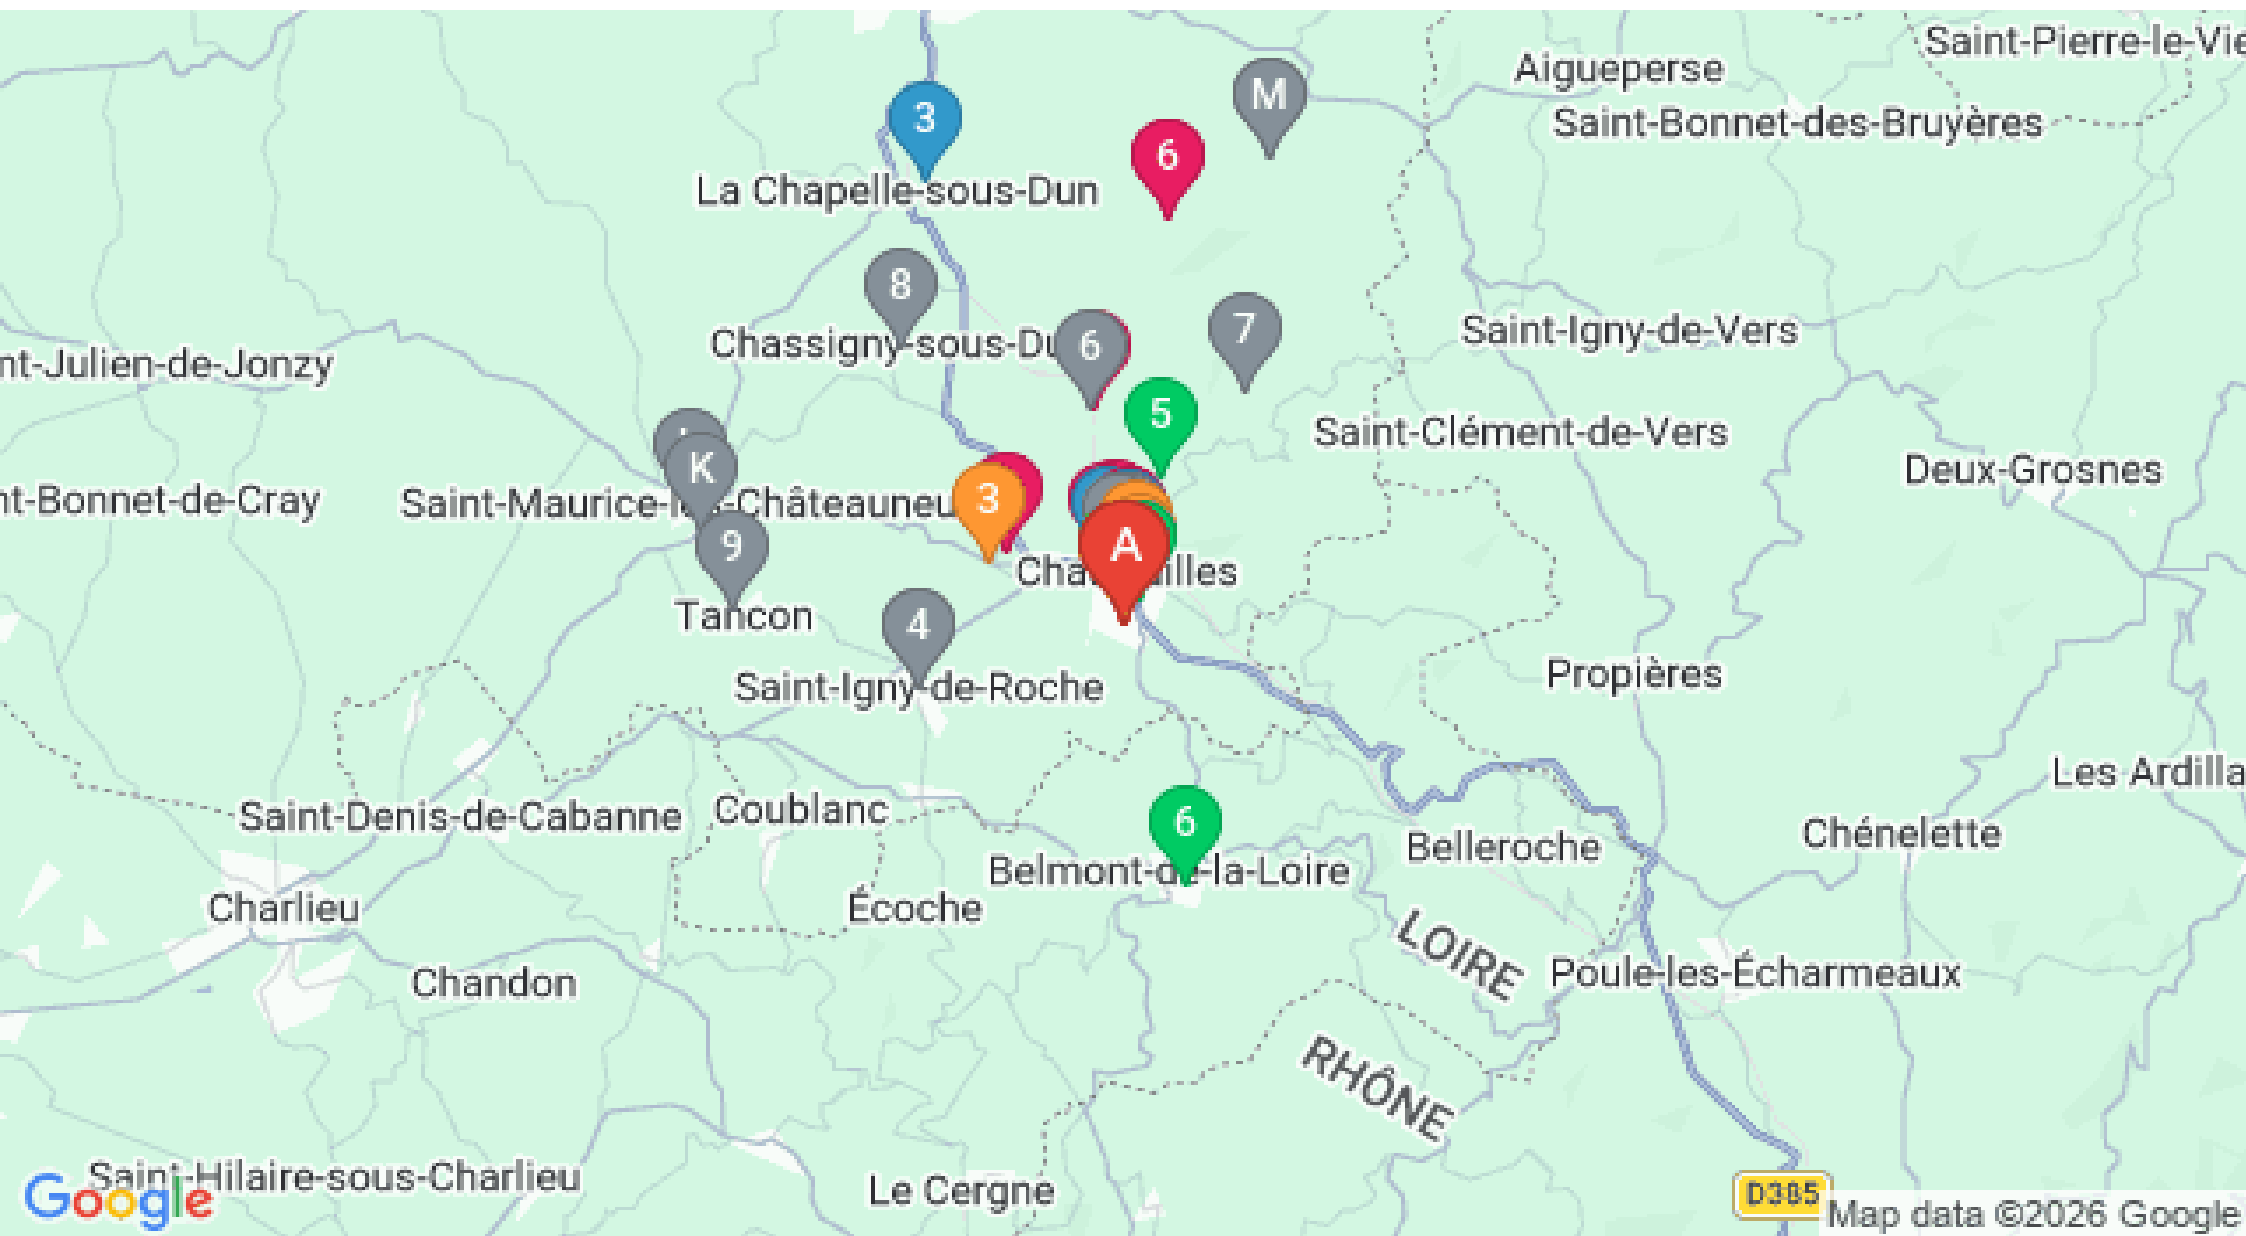 Saint-Pierre-le-Vie
Aigueperse
M
3
Saint-Bonnet-des-Bruyères
6
La Chapelle-sous-Dun
8
7
Saint-Igny-de-Vers
Chassigny-sous-Du
6
nt-Julien-de-Jonzy
5
Saint-Clément-de-Vers
K
Deux-Grosnes
nt-Bonnet-de-Cray
3
9
A
4
Tancon
Propières
Saint-Igny-de-Roche
Les Ardilla
Coublanc
Saint-Denis-de-Cabanne
6
Chénelette
Belleroche
Belmont-de-la-Loire
Charlieu
Écoche
LOIRE
Poule-les-Écharmeaux
Chandon
RHÔNE
Saint-Hilaire-sous-Charlieu
Le Cergne
D385
Google
Map data ©2026 Google